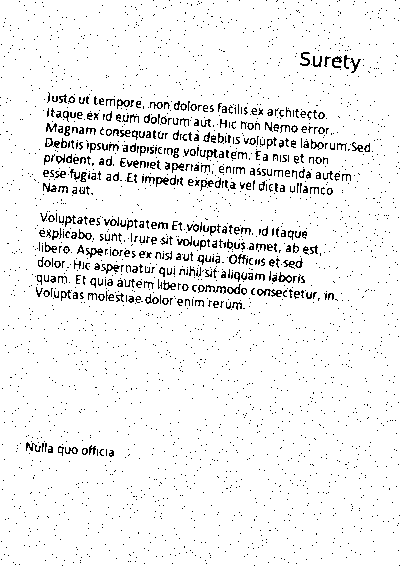 Surety
Justo ut tempore, non dolores facilis ex architecto.
Itaque ex id eum dolorum aut. Hic non Nemo error.
Magnam consequatur dicta debitis voluptate laborum. Sed
Debitis ipsum adipisicing voluptatem. Ea nisi et non
proident, ad. Eveniet aperiam, enim assumenda autem
esse fugiat ad. Et impedit expedita vel dicta ullamco
Nam aut.
Voluptates voluptatem Et voluptatem, id Itaque
explicabo, sunt. Irure sit voluptatibus amet, ab est,
libero. Asperiores ex nisi aut quia. Officiis et sed
dolor. Hic aspernatur qui nihil sit aliquam laboris
quam. Et quia autem libero commodo consectetur, in.
Voluptas molestiae dolor enim rerum.
Nulla quo officia